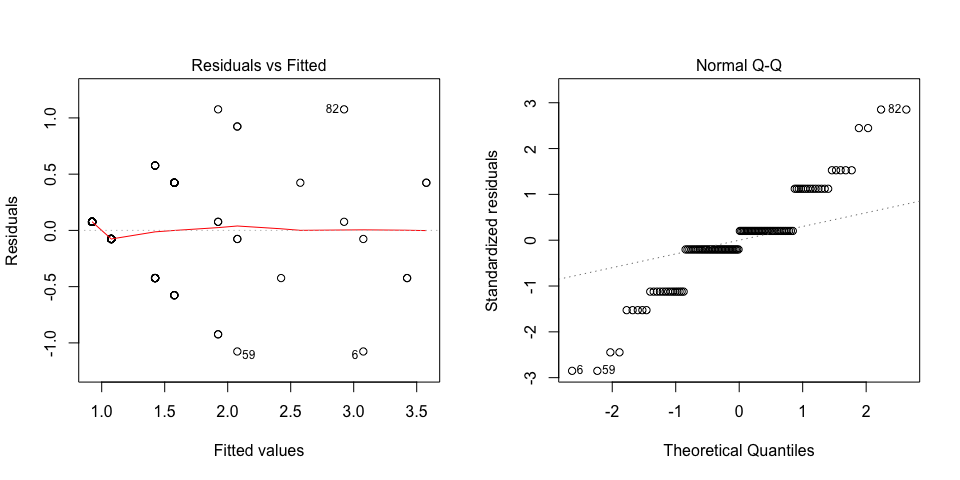 Residuals vs Fitted
Residuals
1.0
0.5
0.0
-0.5
-1.0
82
59
6
1.0 1.5 2.0 2.5 3.0 3.5
Fitted values
Normal Q-Q
Standardized residuals
3
2
1
0
-1
-2
-3
82
6 59
-2 -1 0 1 2
Theoretical Quantiles